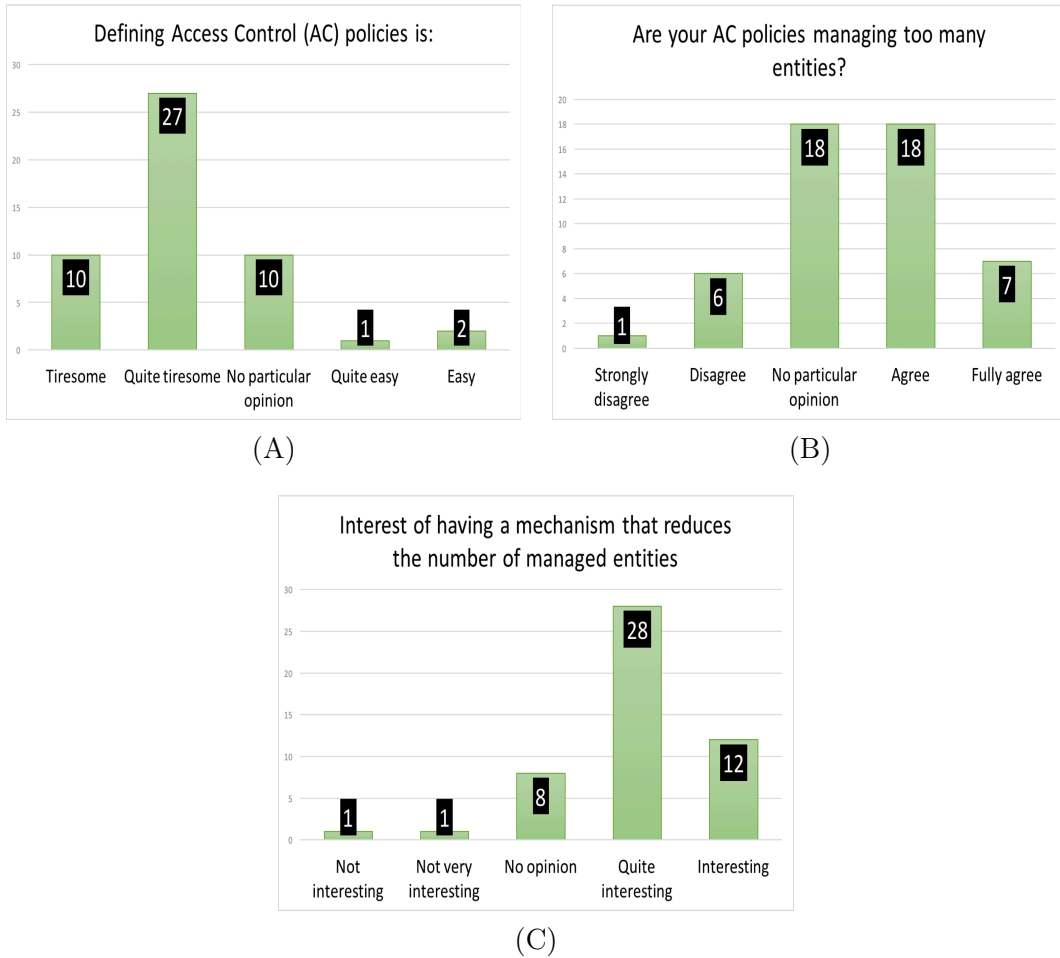 Defining Access Control (AC) policies is:
30
25
20
15
10
5
0
10
27
10
1
2
Tiresome
Quite tiresome
No particular
opinion
Quite easy
Easy
(A)
Are your AC policies managing too many
entities?
20
18
16
14
12
10
8
6
4
2
0
1
6
18
18
7
Strongly
disagree
Disagree
No particular
opinion
Agree
Fully agree
(B)
Interest of having a mechanism that reduces
the number of managed entities
30
25
20
15
10
5
0
1
1
8
28
12
Not
interesting
Not very
interesting
No opinion
Quite
interesting
Interesting
(C)